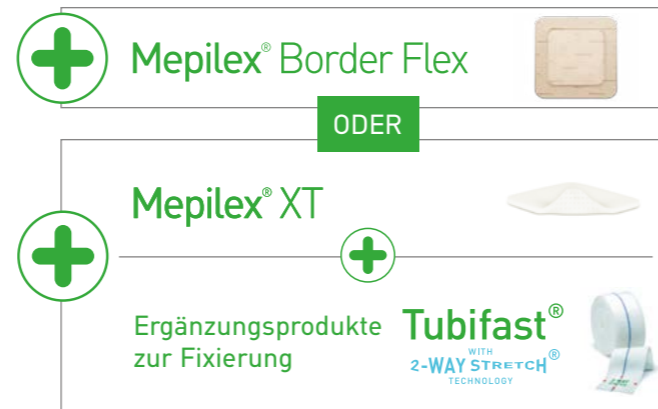 Mepilex® Border Flex
ODER
Mepilex® XT
Ergänzungsprodukte
zur Fixierung
Tubifast®
WITH
2-WAY STRETCH®
TECHNOLOGY